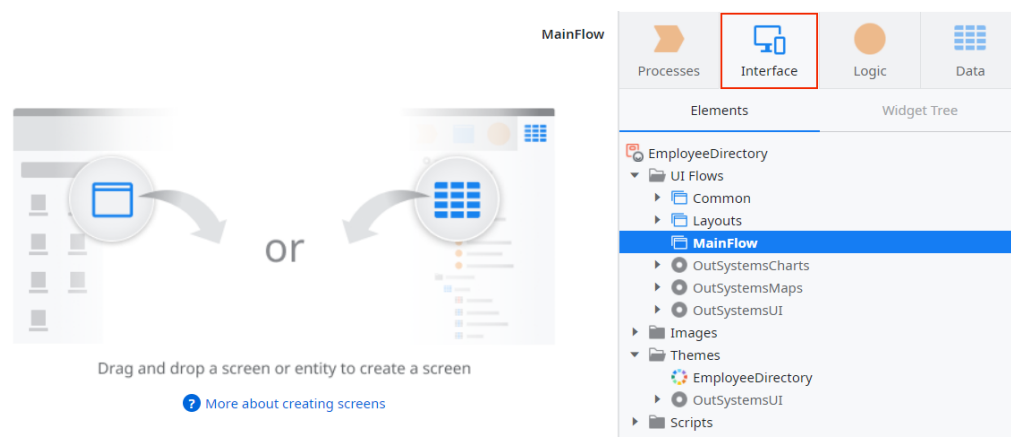 MainFlow
or
Drag and drop a screen or entity to create a screen
? More about creating screens
Processes Interface Logic Data
Elements Widget Tree
EmployeeDirectory
UI Flows
Common
Layouts
MainFlow
OutSystemsCharts
OutSystemsMaps
OutSystemsUI
Images
Themes
EmployeeDirectory
OutSystemsUI
Scripts